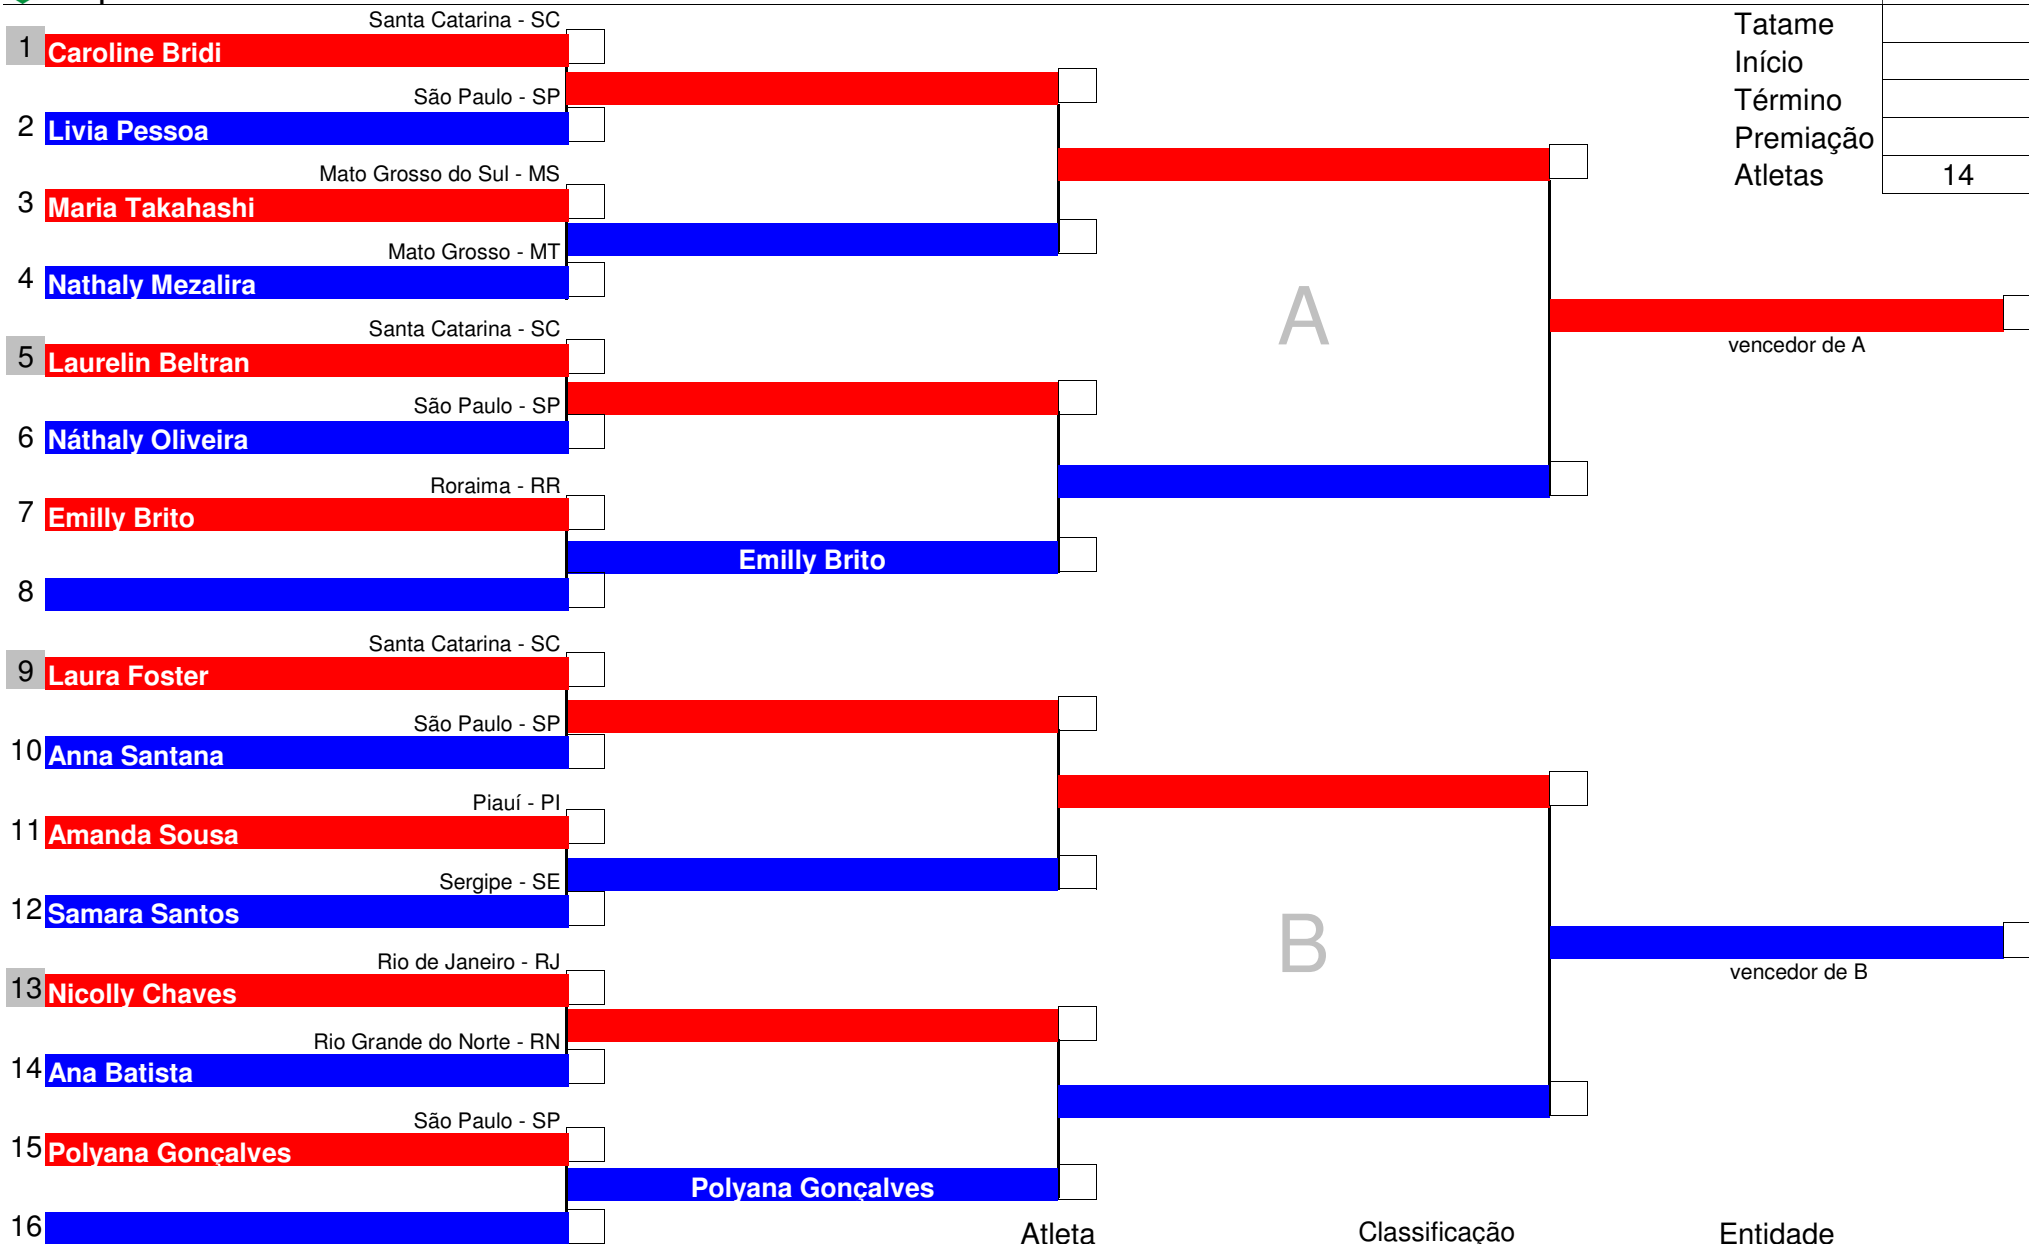 Santa Catarina - SC
1 Caroline Bridi
São Paulo - SP
2 Livia Pessoa
Mato Grosso do Sul - MS
3 Maria Takahashi
Mato Grosso - MT
4 Nathaly Mezalira
Santa Catarina - SC
5 Laurelin Beltran
São Paulo - SP
6 Náthaly Oliveira
Roraima - RR
7 Emilly Brito
Emilly Brito
8
Santa Catarina - SC
9 Laura Foster
São Paulo - SP
10 Anna Santana
Piauí - PI
11 Amanda Sousa
Sergipe - SE
12 Samara Santos
Rio de Janeiro - RJ
13 Nicolly Chaves
Rio Grande do Norte - RN
14 Ana Batista
São Paulo - SP
15 Polyana Gonçalves
Polyana Gonçalves
16
A
vencedor de A
B
vencedor de B
Tatame
Início
Término
Premiação
Atletas 14
Atleta Classificação Entidade